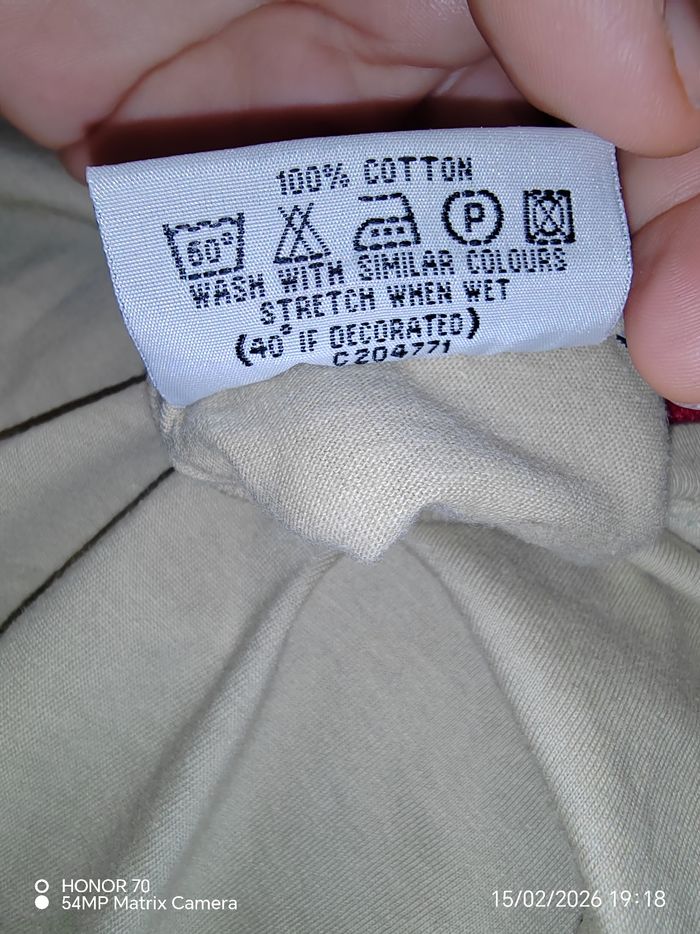 100% COTTON
60° P
WASH WITH SIMILAR COLOURS
STRETCH WHEN WET
(40° IF DECORATED)
C204771
HONOR 70
54MP Matrix Camera
15/02/2026 19:18